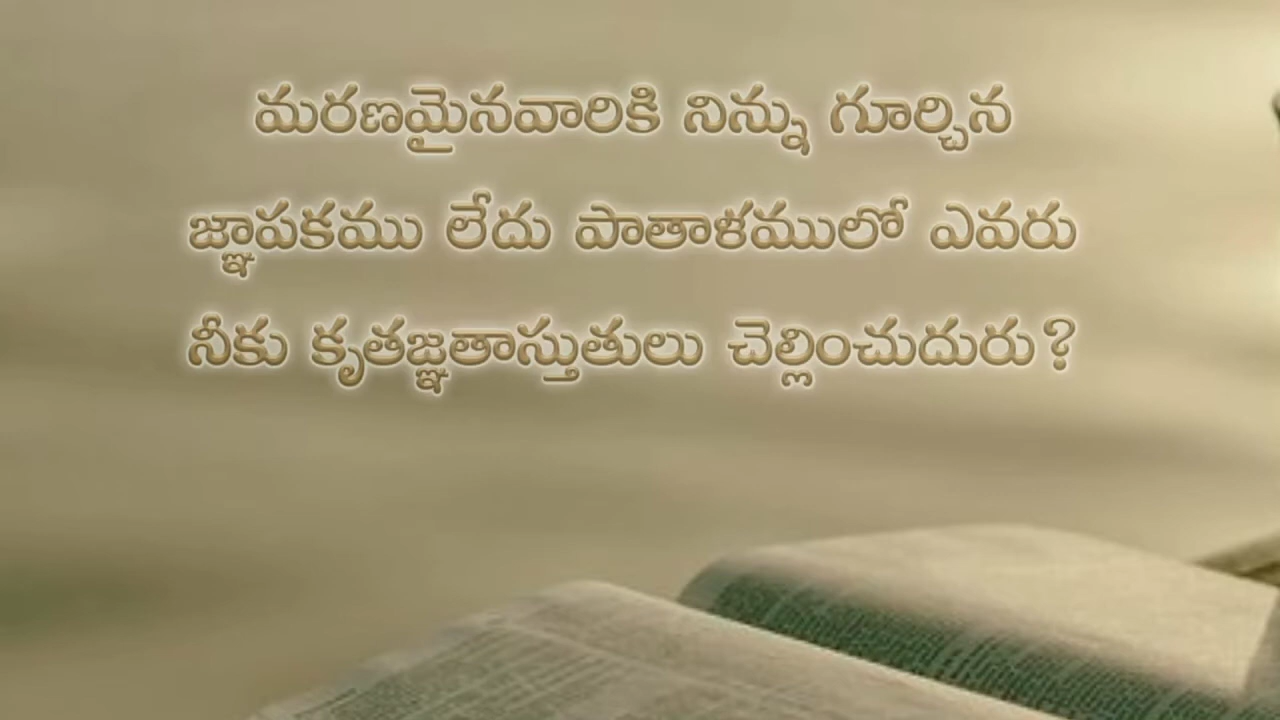 మరణమైనవారికి నిన్ను గూర్చిన
జ్ఞాపకము లేదు పాతాళములో ఎవరు
నీకు కృతజ్ఞతాస్తుతులు చెల్లించుదురు?